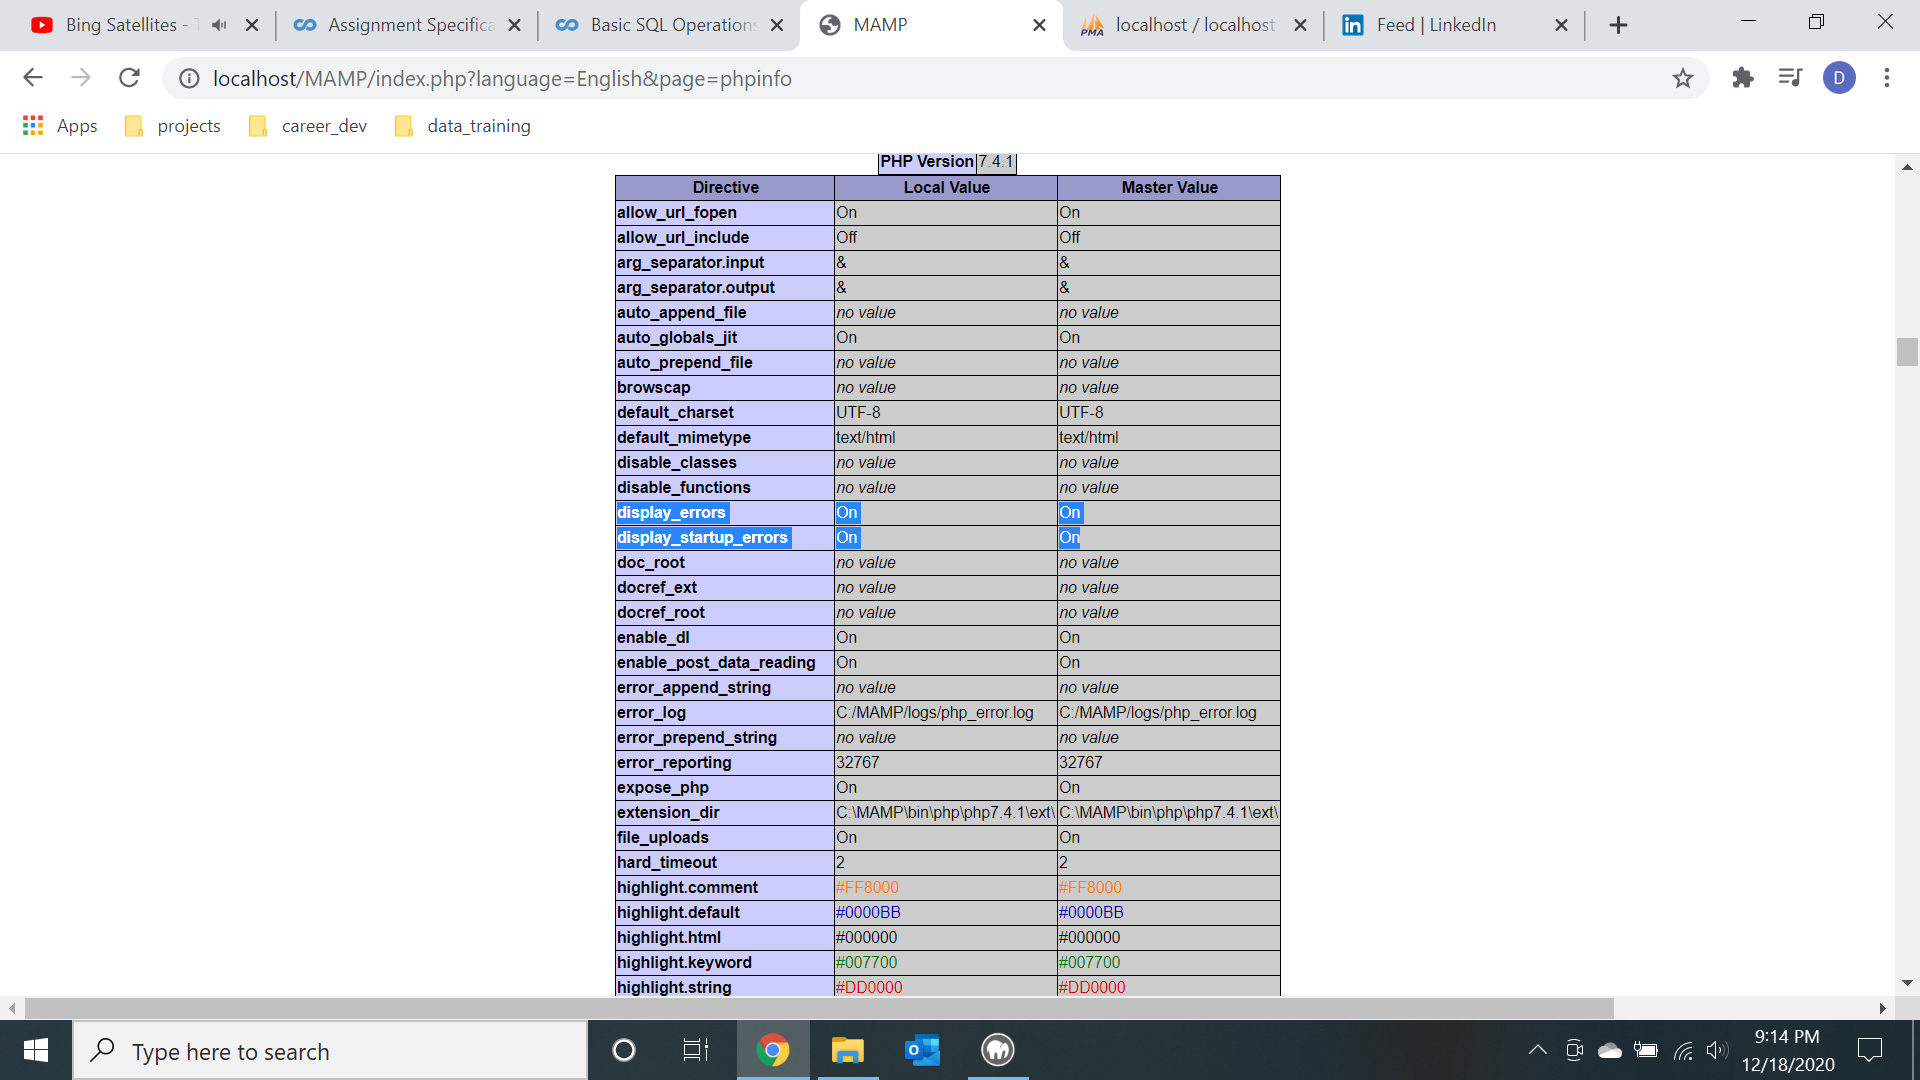 Bing Satellites - T
Assignment Specifica
Basic SQL Operations
MAMP
PMA
localhost / localhost
in
Feed | LinkedIn
localhost/MAMP/index.php?language=English&page=phpinfo
D
Apps
projects
career_dev
data_training
PHP Version 7.4.1
Directive Local Value Master Value
allow_url_fopen On On
allow_url_include Off Off
arg_separator.input & &
arg_separator.output & &
auto_append_file no value no value
auto_globals_jit On On
auto_prepend_file no value no value
browscap no value no value
default_charset UTF-8 UTF-8
default_mimetype text/html text/html
disable_classes no value no value
disable_functions no value no value
display_errors On On
display_startup_errors On On
doc_root no value no value
docref_ext no value no value
docref_root no value no value
enable_dl On On
enable_post_data_reading On On
error_append_string no value no value
error_log C:/MAMP/logs/php_error.log C:/MAMP/logs/php_error.log
error_prepend_string no value no value
error_reporting 32767 32767
expose_php On On
extension_dir C:\MAMP\bin\php\php7.4.1\ext\ C:\MAMP\bin\php\php7.4.1\ext\
file_uploads On On
hard_timeout 2 2
highlight.comment #FF8000 #FF8000
highlight.default #0000BB #0000BB
highlight.html #000000 #000000
highlight.keyword #007700 #007700
highlight.string #DD0000 #DD0000
Type here to search
9:14 PM
12/18/2020